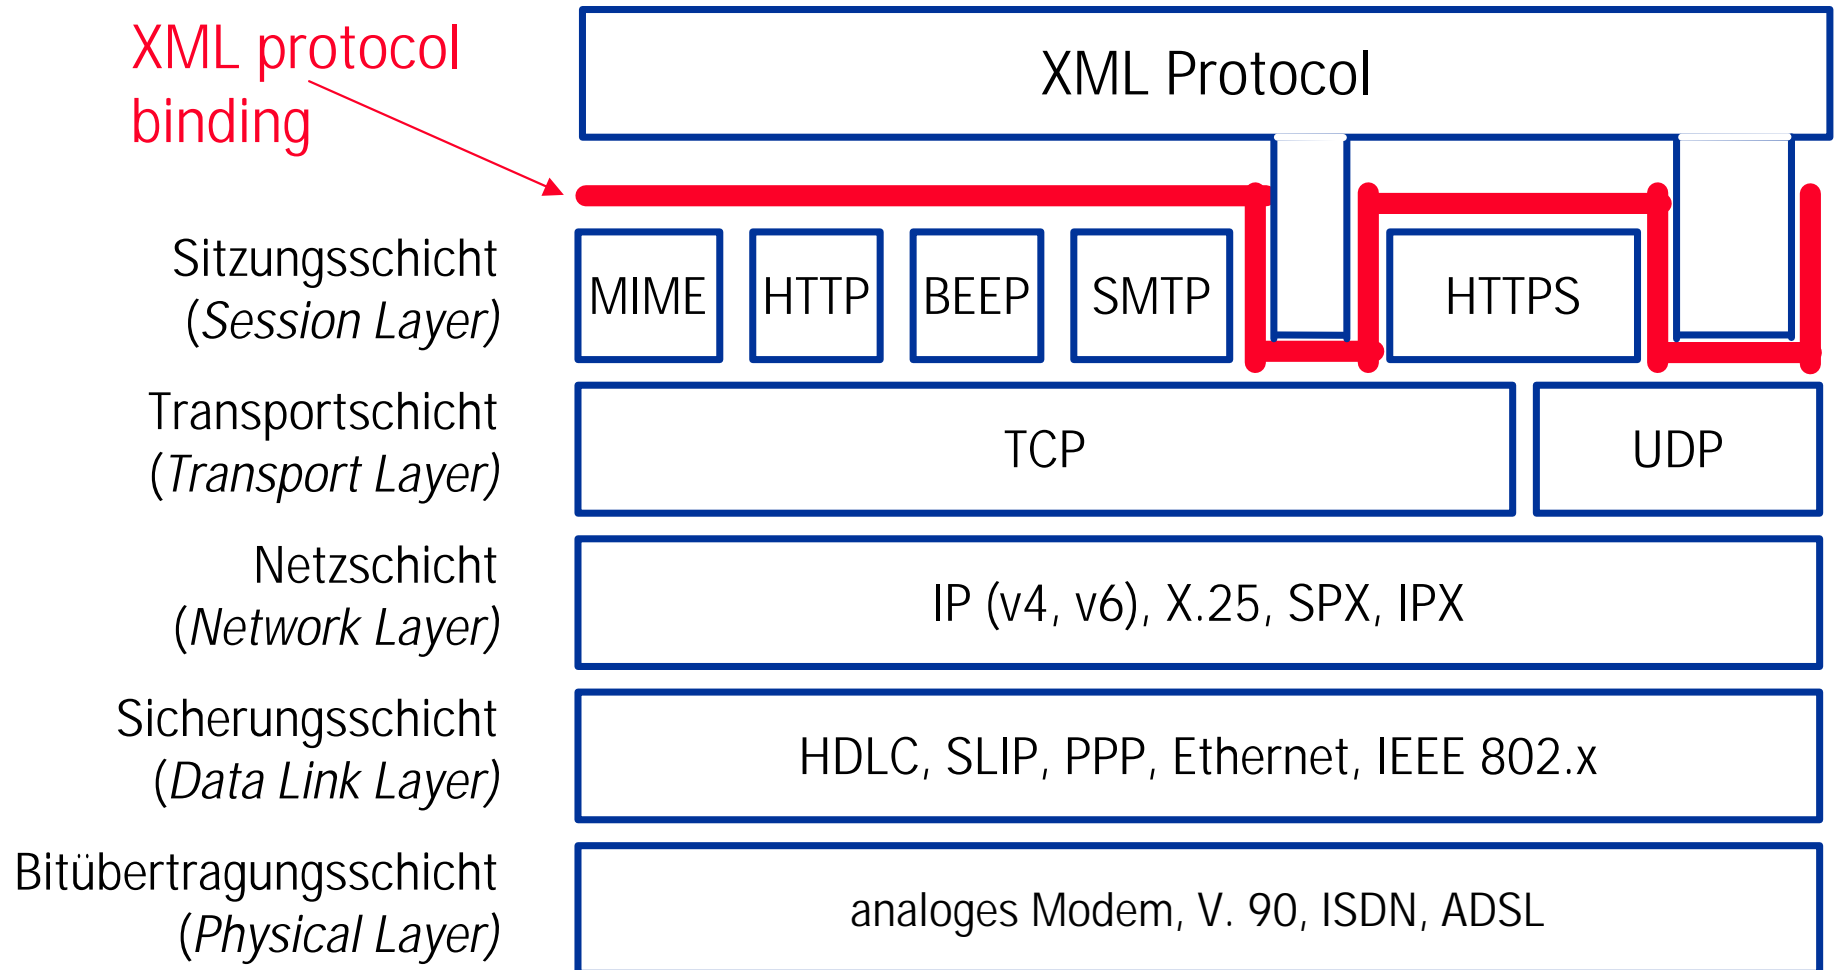 XML protocol
binding
XML Protocol
Sitzungsschicht
(Session Layer)
MIME
HTTP
BEEP
SMTP
HTTPS
Transportschicht
(Transport Layer)
TCP
UDP
Netzschicht
(Network Layer)
IP (v4, v6), X.25, SPX, IPX
Sicherungsschicht
(Data Link Layer)
HDLC, SLIP, PPP, Ethernet, IEEE 802.x
Bitübertragungsschicht
(Physical Layer)
analoges Modem, V. 90, ISDN, ADSL